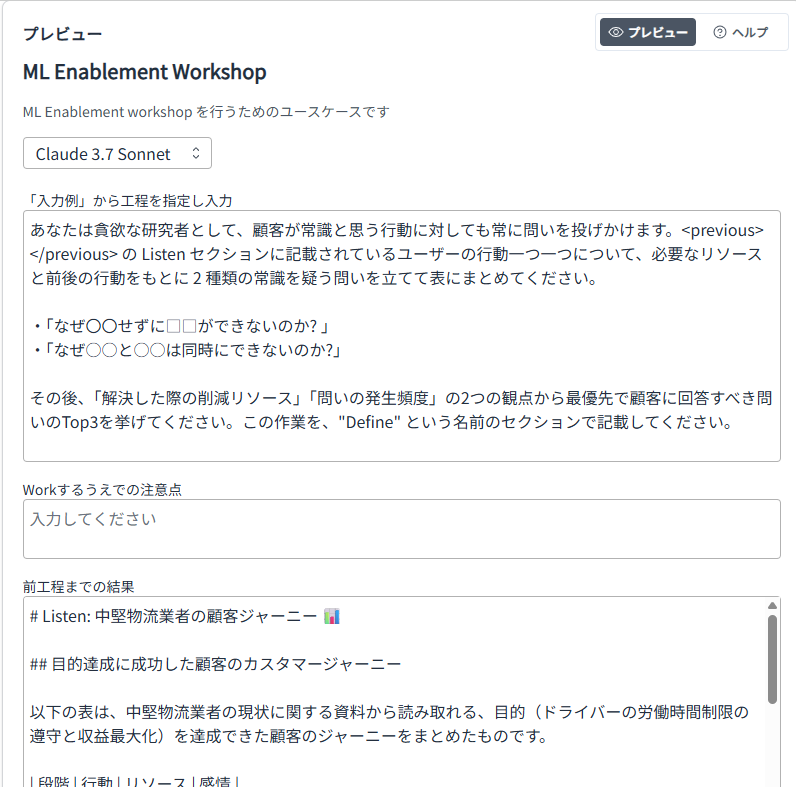 プレビュー
プレビュー
ヘルプ
ML Enablement Workshop
ML Enablement workshop を行うためのユースケースです
Claude 3.7 Sonnet
「入力例」から工程を指定し入力
あなたは貪欲な研究者として、顧客が常識と思う行動に対しても常に問いを投げかけます。<previous>
</previous> の Listen セクションに記載されているユーザーの行動一つ一つについて、必要なリソース
と前後の行動をもとに 2 種類の常識を疑う問いを立てて表にまとめてください。
・「なぜ〇〇せずに□□ができないのか? 」
・「なぜ○○と○○は同時にできないのか?」
その後、「解決した際の削減リソース」「問いの発生頻度」の2つの観点から最優先で顧客に回答すべき問
いのTop3を挙げてください。この作業を、"Define" という名前のセクションで記載してください。
Workするうえでの注意点
入力してください
前工程までの結果
# Listen: 中堅物流業者の顧客ジャーニー 📊
## 目的達成に成功した顧客のカスタマージャーニー
以下の表は、中堅物流業者の現状に関する資料から読み取れる、目的（ドライバーの労働時間制限の
遵守と収益最大化）を達成できた顧客のジャーニーをまとめたものです。
| 段階 | 行動 | リソース | 感情 |